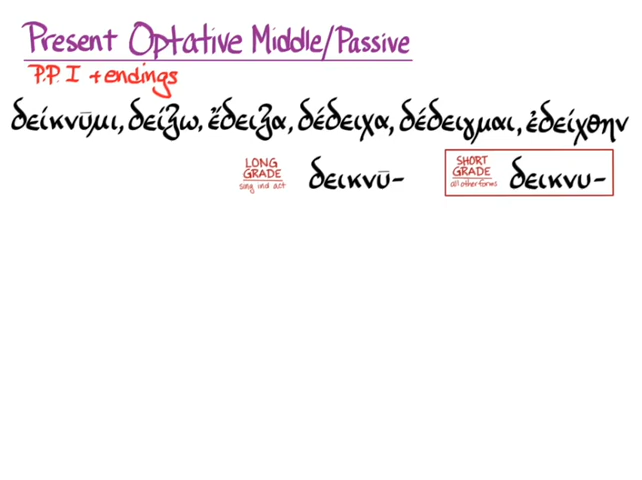 Present Optative Middle/Passive
P.P. I + endings
δείκνῡμι, δείξω, ἔδειξα, δέδειχα, δέδειγμαι, ἐδείχθην
LONG GRADE sing ind act δεικνῡ– SHORT GRADE all other forms δεικνυ–